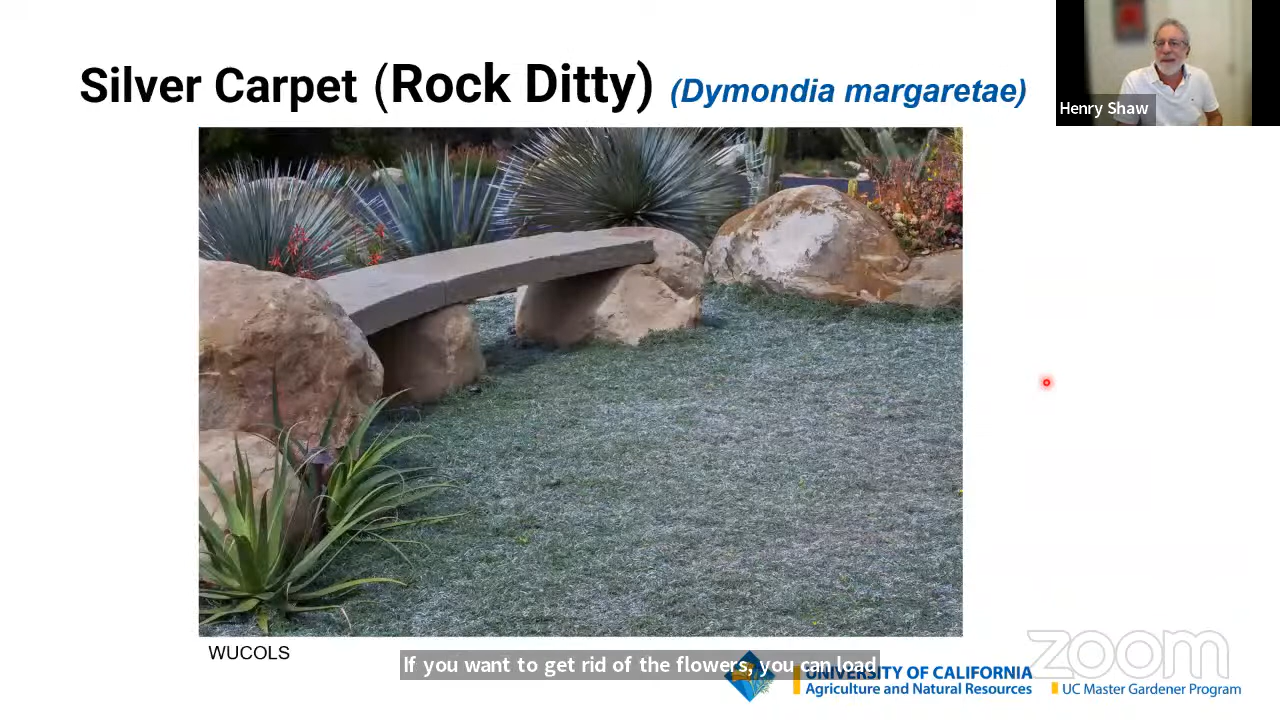 Silver Carpet (Rock Ditty) (Dymondia margaretae)
Henry Shaw
WUCOLS
If you want to get rid of the flowers, you can load
UNIVERSITY OF CALIFORNIA
Agriculture and Natural Resources
UC Master Gardener Program
zoom